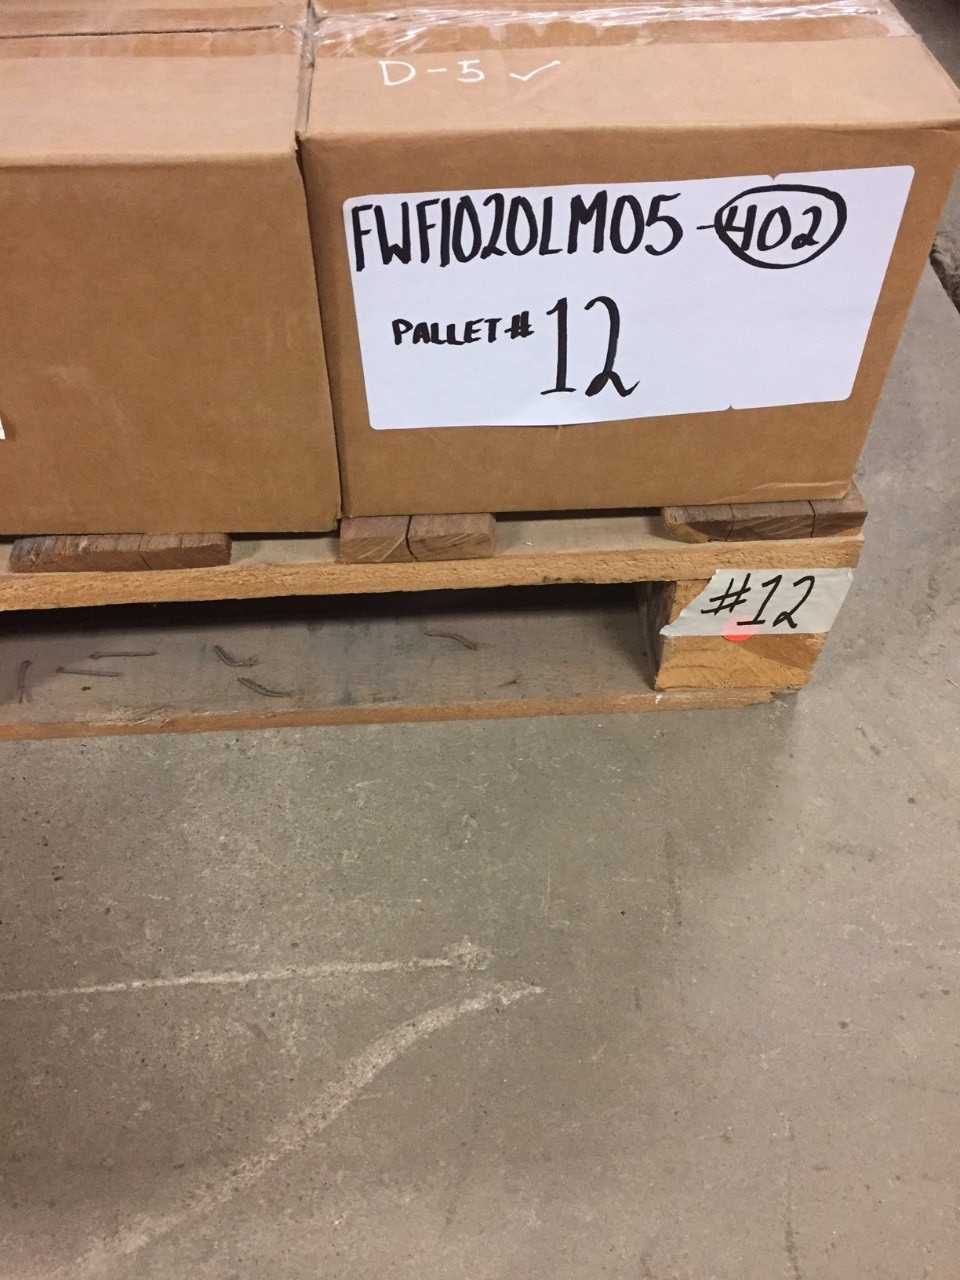 D-5 ✓
FWF1020LM05-402
PALLET# 12
#12